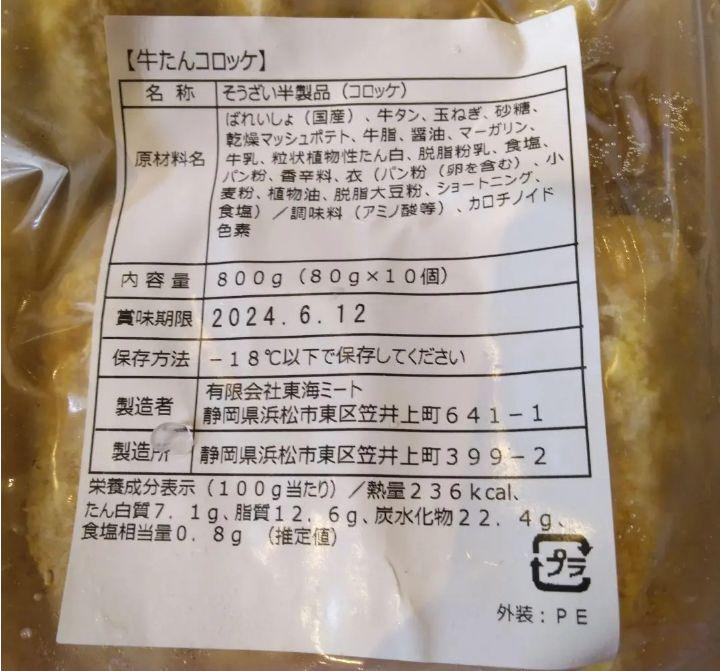 【牛たんコロッケ】
名 称 そうざい半製品（コロッケ）
原材料名 ばれいしょ（国産）、牛タン、玉ねぎ、砂糖、
乾燥マッシュポテト、牛脂、醤油、マーガリン、
牛乳、粒状植物性たん白、脱脂粉乳、食塩、
パン粉、香辛料、衣（パン粉（卵を含む）、小
麦粉、植物油、脱脂大豆粉、ショートニング、
食塩）／調味料（アミノ酸等）、カロチノイド
色素
内 容 量 800g（80g×10個）
賞味期限 2024.6.12
保存方法 −18℃以下で保存してください
製造者 有限会社東海ミート
静岡県浜松市東区笠井上町641−1
製造所 静岡県浜松市東区笠井上町399−2
栄養成分表示（100g当たり）／熱量236kcal、
たん白質7.1g、脂質12.6g、炭水化物22.4g、
食塩相当量0.8g （推定値）
プラ
外装：PE